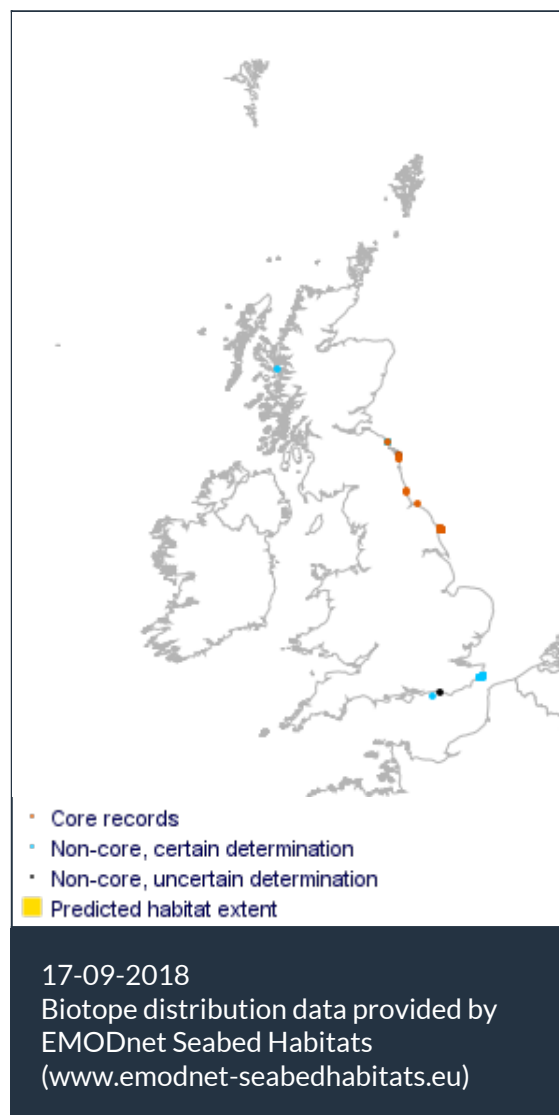 Core records
Non-core, certain determination
Non-core, uncertain determination
Predicted habitat extent
17-09-2018
Biotope distribution data provided by
EMODnet Seabed Habitats
(www.emodnet-seabedhabitats.eu)